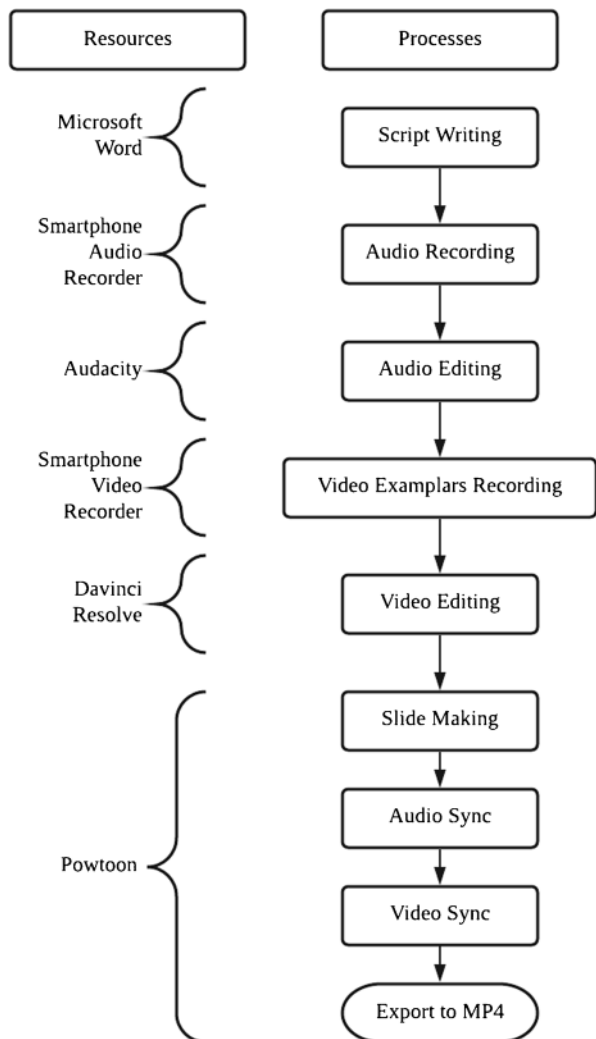 Resources
Processes
Microsoft
Word
Script Writing
Smartphone
Audio
Recorder
Audio Recording
Audacity
Audio Editing
Smartphone
Video
Recorder
Video Examplars Recording
Davinci
Resolve
Video Editing
Slide Making
Audio Sync
Powtoon
Video Sync
Export to MP4